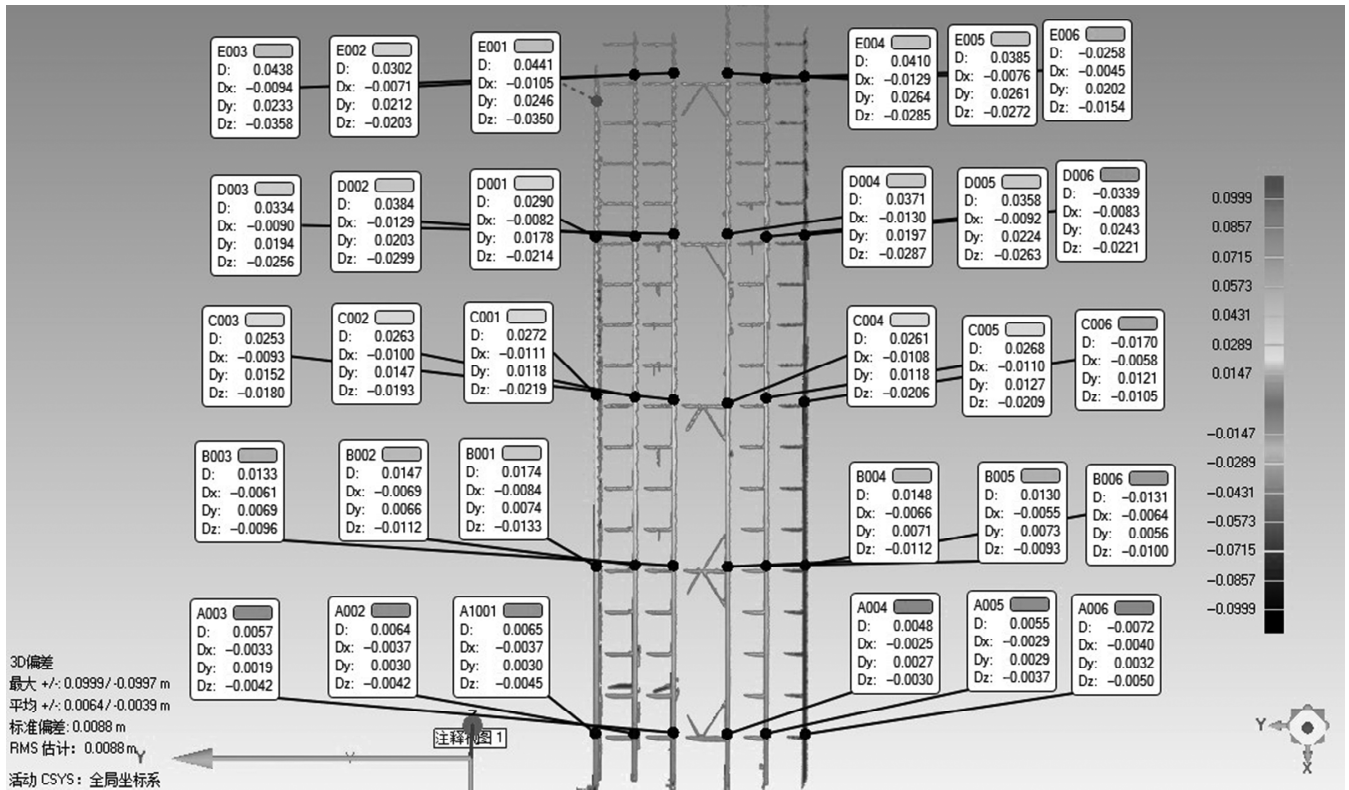 E003
D: 0.0438
Dx: −0.0094
Dy: 0.0233
Dz: −0.0358
E002
D: 0.0302
Dx: −0.0071
Dy: 0.0212
Dz: −0.0203
E001
D: 0.0441
Dx: −0.0105
Dy: 0.0246
Dz: −0.0350
E004
D: 0.0410
Dx: −0.0129
Dy: 0.0264
Dz: −0.0285
E005
D: 0.0385
Dx: −0.0076
Dy: 0.0261
Dz: −0.0272
E006
D: −0.0258
Dx: −0.0045
Dy: 0.0202
Dz: −0.0154
D003
D: 0.0334
Dx: −0.0090
Dy: 0.0194
Dz: −0.0256
D002
D: 0.0384
Dx: −0.0129
Dy: 0.0203
Dz: −0.0299
D001
D: 0.0290
Dx: −0.0082
Dy: 0.0178
Dz: −0.0214
D004
D: 0.0371
Dx: −0.0130
Dy: 0.0197
Dz: −0.0287
D005
D: 0.0358
Dx: −0.0092
Dy: 0.0224
Dz: −0.0263
D006
D: −0.0339
Dx: −0.0083
Dy: 0.0243
Dz: −0.0221
C003
D: 0.0253
Dx: −0.0093
Dy: 0.0152
Dz: −0.0180
C002
D: 0.0263
Dx: −0.0100
Dy: 0.0147
Dz: −0.0193
C001
D: 0.0272
Dx: −0.0111
Dy: 0.0118
Dz: −0.0219
C004
D: 0.0261
Dx: −0.0108
Dy: 0.0118
Dz: −0.0206
C005
D: 0.0268
Dx: −0.0110
Dy: 0.0127
Dz: −0.0209
C006
D: −0.0170
Dx: −0.0058
Dy: 0.0121
Dz: −0.0105
B003
D: 0.0133
Dx: −0.0061
Dy: 0.0069
Dz: −0.0096
B002
D: 0.0147
Dx: −0.0069
Dy: 0.0066
Dz: −0.0112
B001
D: 0.0174
Dx: −0.0084
Dy: 0.0074
Dz: −0.0133
B004
D: 0.0148
Dx: −0.0066
Dy: 0.0071
Dz: −0.0112
B005
D: 0.0130
Dx: −0.0055
Dy: 0.0073
Dz: −0.0093
B006
D: −0.0131
Dx: −0.0064
Dy: 0.0056
Dz: −0.0100
A003
D: 0.0057
Dx: −0.0033
Dy: 0.0019
Dz: −0.0042
A002
D: 0.0064
Dx: −0.0037
Dy: 0.0030
Dz: −0.0042
A1001
D: 0.0065
Dx: −0.0037
Dy: 0.0030
Dz: −0.0045
A004
D: 0.0048
Dx: −0.0025
Dy: 0.0027
Dz: −0.0030
A005
D: 0.0055
Dx: −0.0029
Dy: 0.0029
Dz: −0.0037
A006
D: −0.0072
Dx: −0.0040
Dy: 0.0032
Dz: −0.0050
0.0999
0.0857
0.0715
0.0573
0.0431
0.0289
0.0147
−0.0147
−0.0289
−0.0431
−0.0573
−0.0715
−0.0857
−0.0999
3D偏差
最大 +/-: 0.0999/ -0.0997 m
平均 +/-: 0.0064/ -0.0039 m
标准偏差: 0.0088 m
RMS 估计: 0.0088 m
活动 CSYS: 全局坐标系
Y
Y
Z
注释视图 1
Y
X